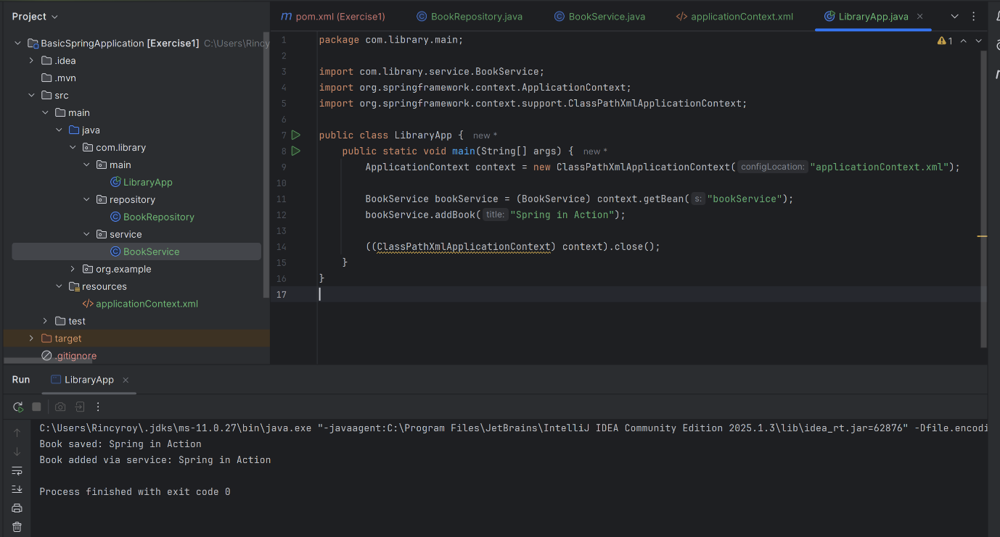 Project
m pom.xml (Exercise1)
BookRepository.java
BookService.java
</> applicationContext.xml
LibraryApp.java
BasicSpringApplication [Exercise1] C:\Users\Rincy
.idea
.mvn
src
main
java
com.library
main
LibraryApp
repository
BookRepository
service
BookService
org.example
resources
</> applicationContext.xml
test
target
.gitignore
1 package com.library.main;
1
2
3 import com.library.service.BookService;
4 import org.springframework.context.ApplicationContext;
5 import org.springframework.context.support.ClassPathXmlApplicationContext;
6
7 public class LibraryApp { new *
8 public static void main(String[] args) { new *
9 ApplicationContext context = new ClassPathXmlApplicationContext( configLocation: "applicationContext.xml");
10
11 BookService bookService = (BookService) context.getBean( s: "bookService");
12 bookService.addBook( title: "Spring in Action");
13
14 ((ClassPathXmlApplicationContext) context).close();
15 }
16 }
17
Run
LibraryApp
C:\Users\Rincyroy\.jdks\ms-11.0.27\bin\java.exe "-javaagent:C:\Program Files\JetBrains\IntelliJ IDEA Community Edition 2025.1.3\lib\idea_rt.jar=62876" -Dfile.encodi
Book saved: Spring in Action
Book added via service: Spring in Action
Process finished with exit code 0